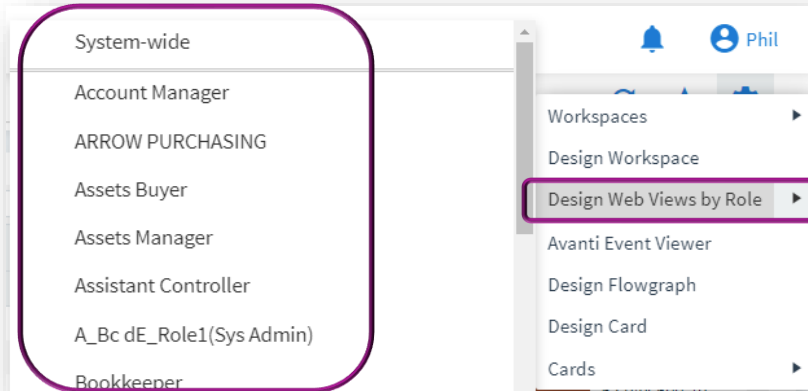 System-wide
Account Manager
ARROW PURCHASING
Assets Buyer
Assets Manager
Assistant Controller
A_Bc dE_Role1(Sys Admin)
Bookkeeper
Phil
Workspaces
Design Workspace
Design Web Views by Role
Avanti Event Viewer
Design Flowgraph
Design Card
Cards